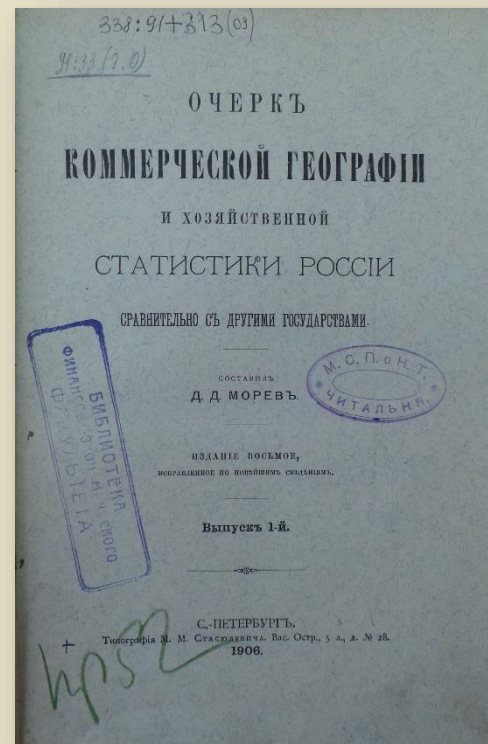 338:91+313(09)
91:33(7.0)
ОЧЕРКЪ
КОММЕРЧЕСКОЙ ГЕОГРАФІИ
И ХОЗЯЙСТВЕННОЙ
СТАТИСТИКИ РОССІИ
СРАВНИТЕЛЬНО СЪ ДРУГИМИ ГОСУДАРСТВАМИ.
СОСТАВИЛЪ
Д. Д. МОРЕВЪ.
М. С. П. о Н. Т.
ЧИТАЛЬНЯ.
БИБЛИОТЕКА
ФАКУЛЬТЕТА
ИЗДАНІЕ ВОСЬМОЕ,
ИСПРАВЛЕННОЕ ПО НОВѢЙШИМЪ СВѢДѢНІЯМЪ.
Выпускъ 1-й.
С.-ПЕТЕРБУРГЪ.
Типографія М. М. Стасюлевича. Вас. Остр., 5 л., д. № 28.
1906.